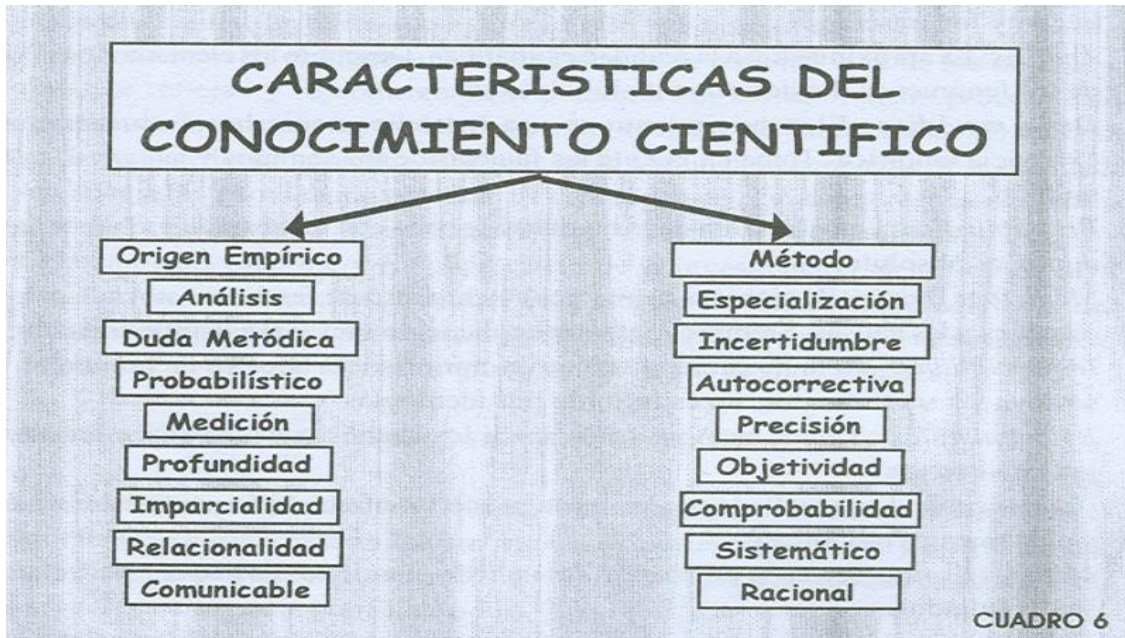 CARACTERISTICAS DEL
CONOCIMIENTO CIENTIFICO
Origen Empírico
Análisis
Duda Metódica
Probabilístico
Medición
Profundidad
Imparcialidad
Relacionalidad
Comunicable
Método
Especialización
Incertidumbre
Autocorrectiva
Precisión
Objetividad
Comprobabilidad
Sistemático
Racional
CUADRO 6